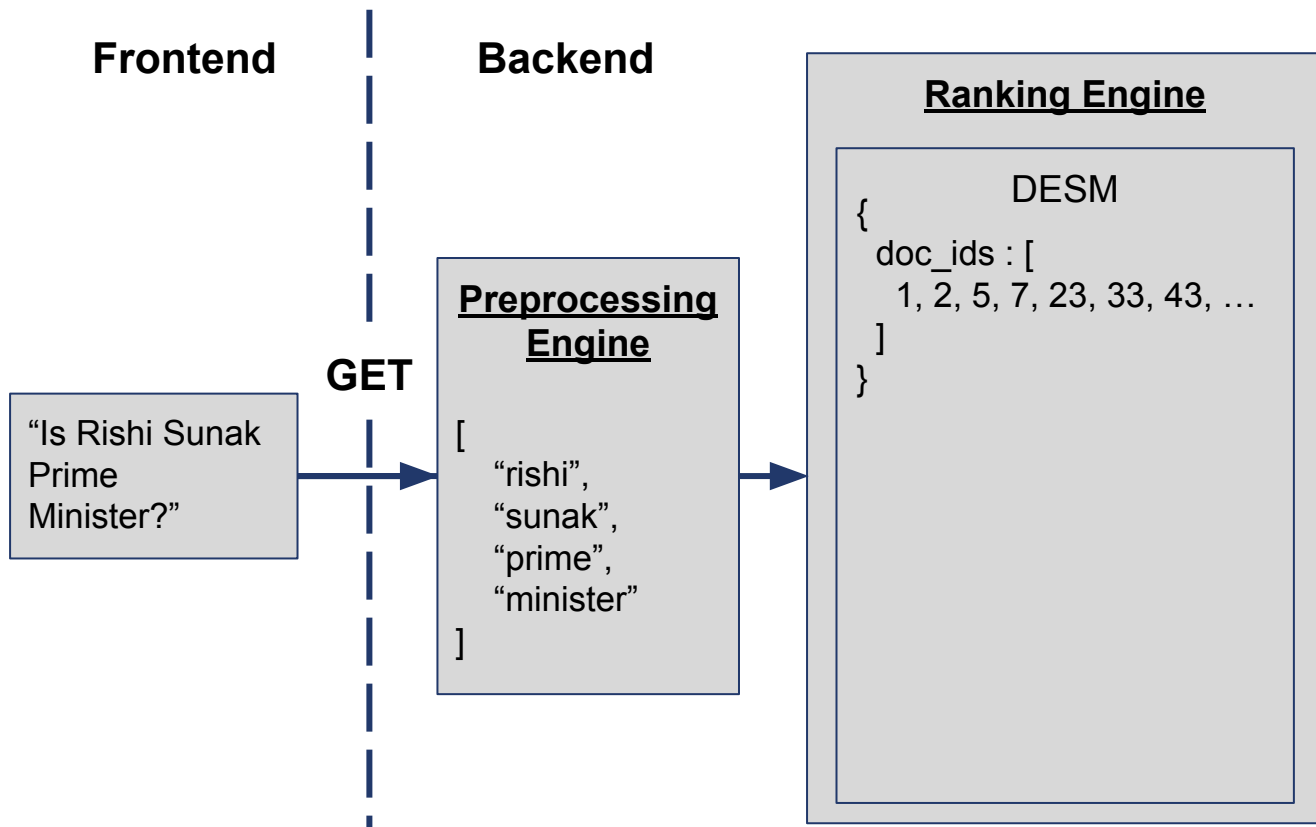 Frontend
Backend
GET
“Is Rishi Sunak
Prime
Minister?”
Preprocessing
Engine
[
“rishi”,
“sunak”,
“prime”,
“minister”
]
Ranking Engine
DESM
{
doc_ids : [
1, 2, 5, 7, 23, 33, 43, …
]
}